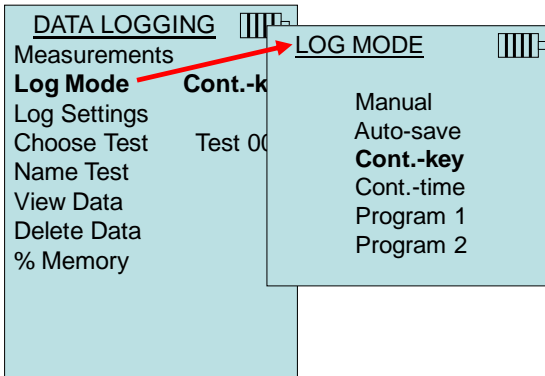 DATA LOGGING
Measurements
Log Mode Cont.-k
Log Settings
Choose Test Test 00
Name Test
View Data
Delete Data
% Memory
LOG MODE
Manual
Auto-save
Cont.-key
Cont.-time
Program 1
Program 2